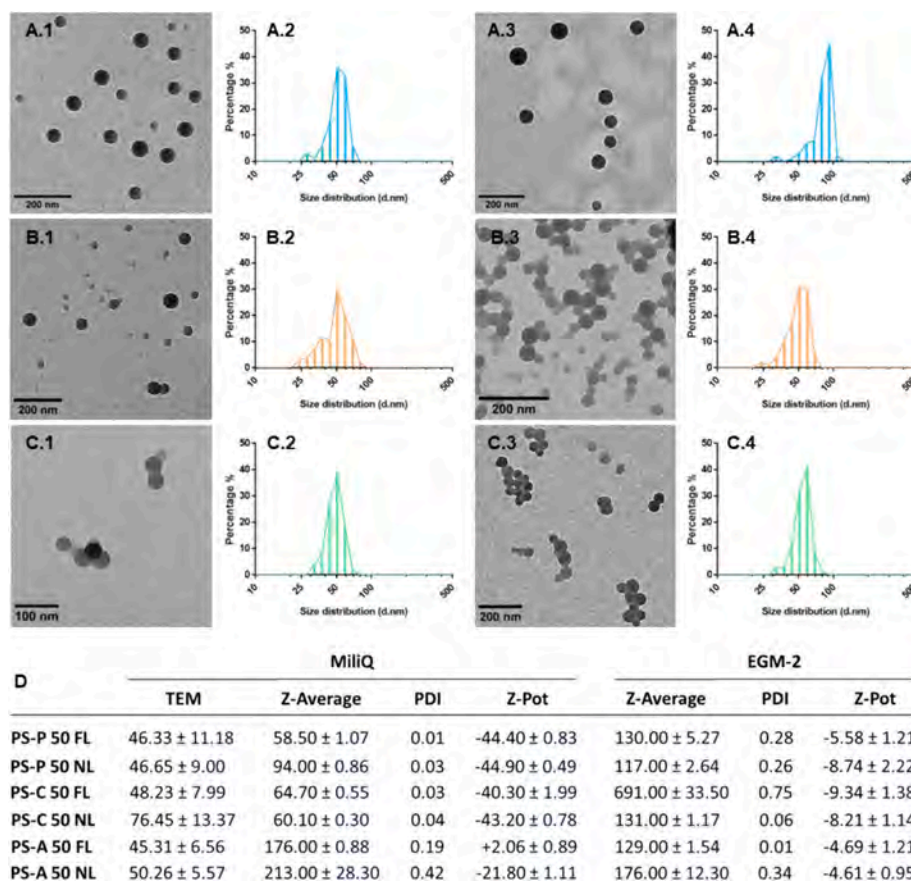 A.1
A.2
A.3
A.4
200 nm
Percentage %
50
40
30
20
10
0
10
25
50
100
500
Size distribution (d.nm)
200 nm
Percentage %
50
40
30
20
10
0
10
25
50
100
500
Size distribution (d.nm)
B.1
B.2
B.3
B.4
200 nm
Percentage %
50
40
30
20
10
0
10
25
50
100
500
Size distribution (d.nm)
200 nm
Percentage %
50
40
30
20
10
0
10
25
50
100
500
Size distribution (d.nm)
C.1
C.2
C.3
C.4
100 nm
Percentage %
50
40
30
20
10
0
10
25
50
100
500
Size distribution (d.nm)
200 nm
Percentage %
50
40
30
20
10
0
10
25
50
100
500
Size distribution (d.nm)
MiliQ EGM-2
D
TEM Z-Average PDI Z-Pot Z-Average PDI Z-Pot
PS-P 50 FL 46.33 ± 11.18 58.50 ± 1.07 0.01 -44.40 ± 0.83 130.00 ± 5.27 0.28 -5.58 ± 1.21
PS-P 50 NL 46.65 ± 9.00 94.00 ± 0.86 0.03 -44.90 ± 0.49 117.00 ± 2.64 0.26 -8.74 ± 2.22
PS-C 50 FL 48.23 ± 7.99 64.70 ± 0.55 0.03 -40.30 ± 1.99 691.00 ± 33.50 0.75 -9.34 ± 1.38
PS-C 50 NL 76.45 ± 13.37 60.10 ± 0.30 0.04 -43.20 ± 0.78 131.00 ± 1.17 0.06 -8.21 ± 1.14
PS-A 50 FL 45.31 ± 6.56 176.00 ± 0.88 0.19 +2.06 ± 0.89 129.00 ± 1.54 0.01 -4.69 ± 1.21
PS-A 50 NL 50.26 ± 5.57 213.00 ± 28.30 0.42 -21.80 ± 1.11 176.00 ± 12.30 0.34 -4.61 ± 0.95